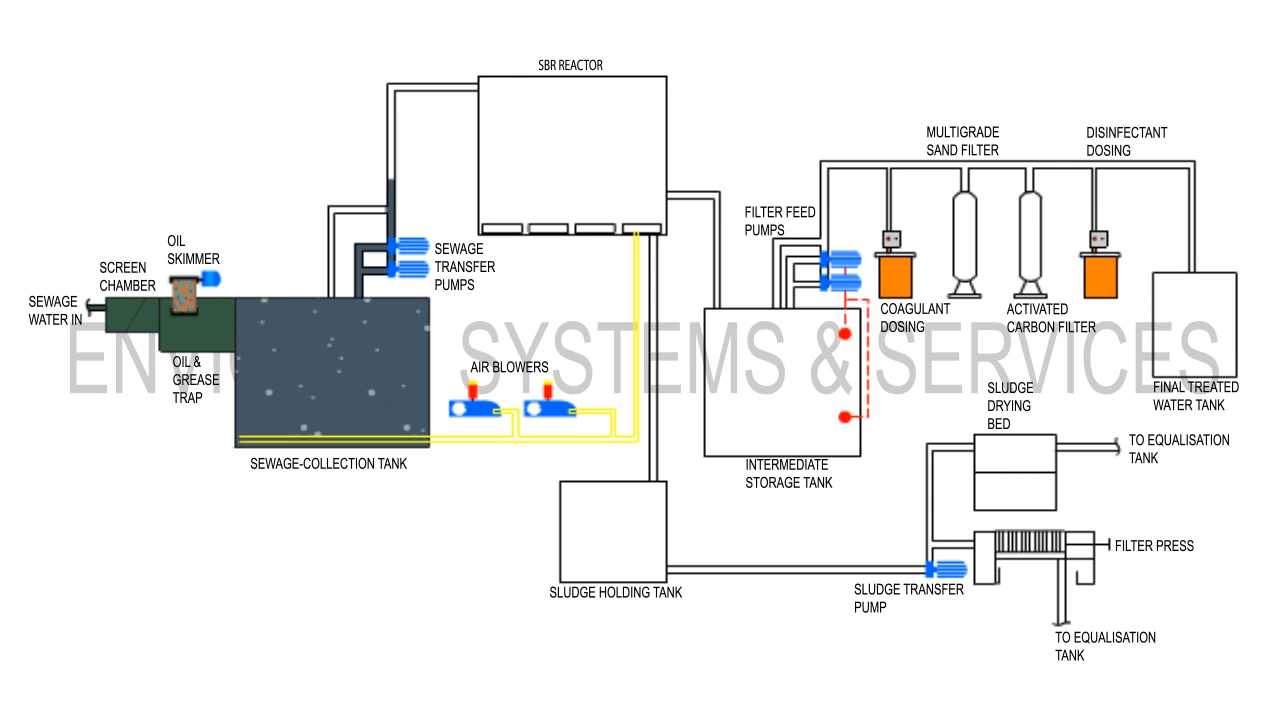 SBR REACTOR
MULTIGRADE
SAND FILTER
DISINFECTANT
DOSING
FILTER FEED
PUMPS
OIL
SKIMMER
SEWAGE
TRANSFER
PUMPS
SCREEN
CHAMBER
SEWAGE
WATER IN
COAGULANT
DOSING
ACTIVATED
CARBON FILTER
ENVI
SYSTEMS & SERVICES
OIL &
GREASE
TRAP
AIR BLOWERS
FINAL TREATED
WATER TANK
SLUDGE
DRYING
BED
TO EQUALISATION
TANK
SEWAGE-COLLECTION TANK
INTERMEDIATE
STORAGE TANK
FILTER PRESS
SLUDGE HOLDING TANK
SLUDGE TRANSFER
PUMP
TO EQUALISATION
TANK